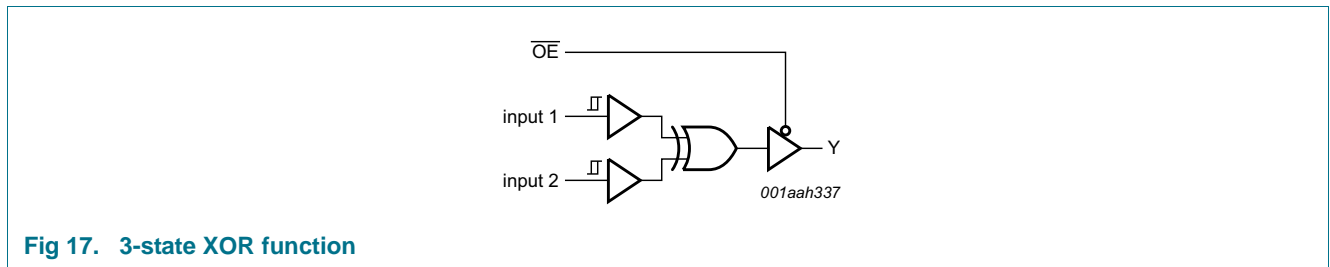 OE
input 1
Y
input 2
001aah337
Fig 17. 3-state XOR function